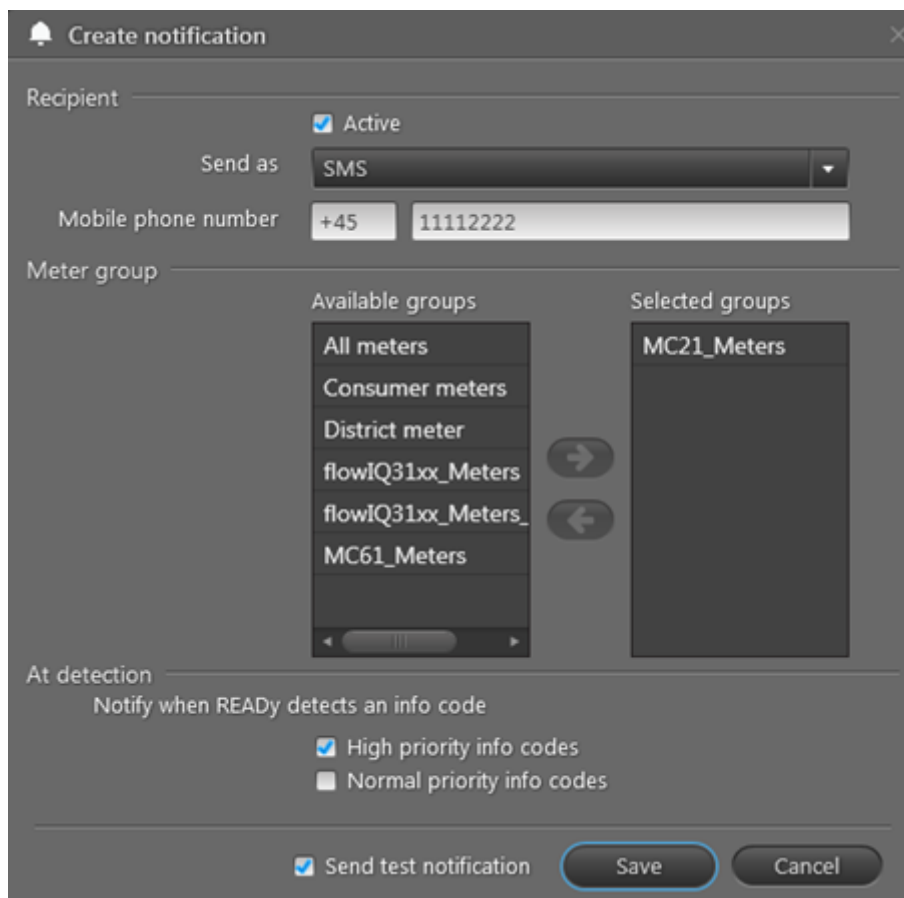 Create notification
Recipient
Active
Send as SMS
Mobile phone number +45 11112222
Meter group
Available groups Selected groups
All meters MC21_Meters
Consumer meters
District meter
flowIQ31xx_Meters
flowIQ31xx_Meters_
MC61_Meters
At detection
Notify when READy detects an info code
High priority info codes
Normal priority info codes
Send test notification Save Cancel